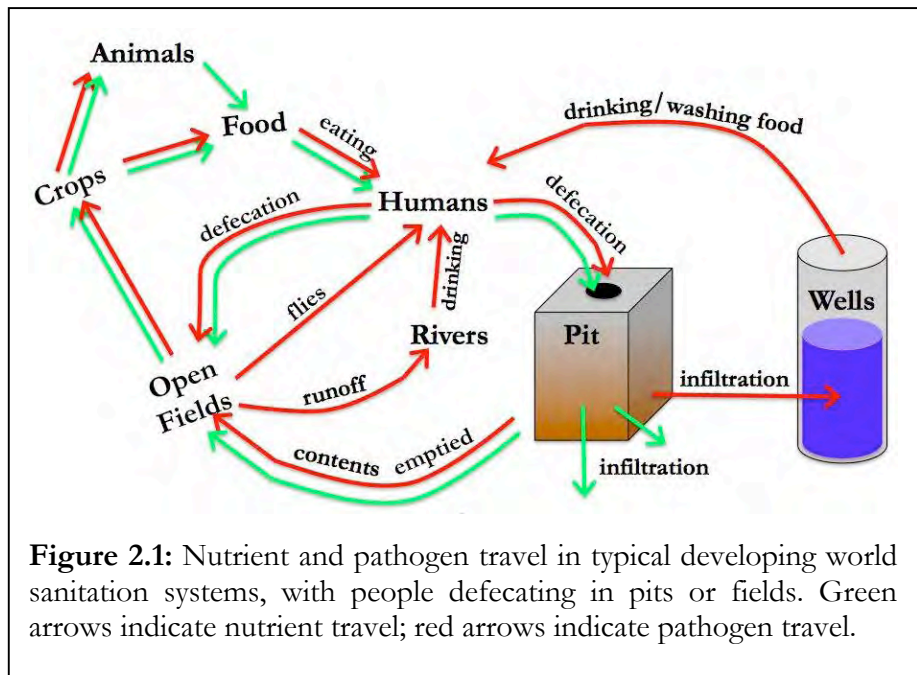 Animals
Food
eating
drinking/washing food
Crops
defecation
Humans
defecation
flies
drinking
Wells
Rivers
Pit
Open
Fields
runoff
infiltration
contents emptied
infiltration
Figure 2.1: Nutrient and pathogen travel in typical developing world
sanitation systems, with people defecating in pits or fields. Green
arrows indicate nutrient travel; red arrows indicate pathogen travel.